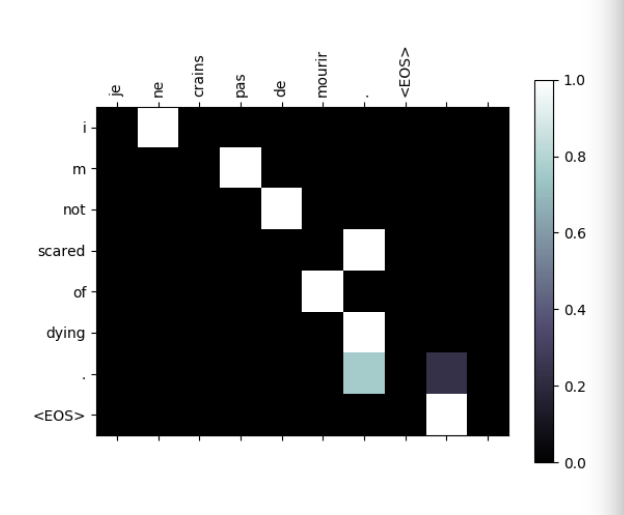 je ne crains pas de mourir . <EOS>
i
m
not
scared
of
dying
.
<EOS>
1.0
0.8
0.6
0.4
0.2
0.0